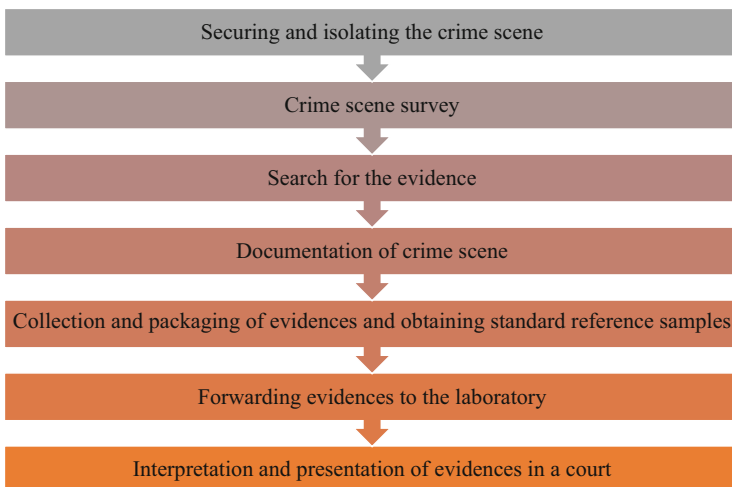 Securing and isolating the crime scene
Crime scene survey
Search for the evidence
Documentation of crime scene
Collection and packaging of evidences and obtaining standard reference samples
Forwarding evidences to the laboratory
Interpretation and presentation of evidences in a court